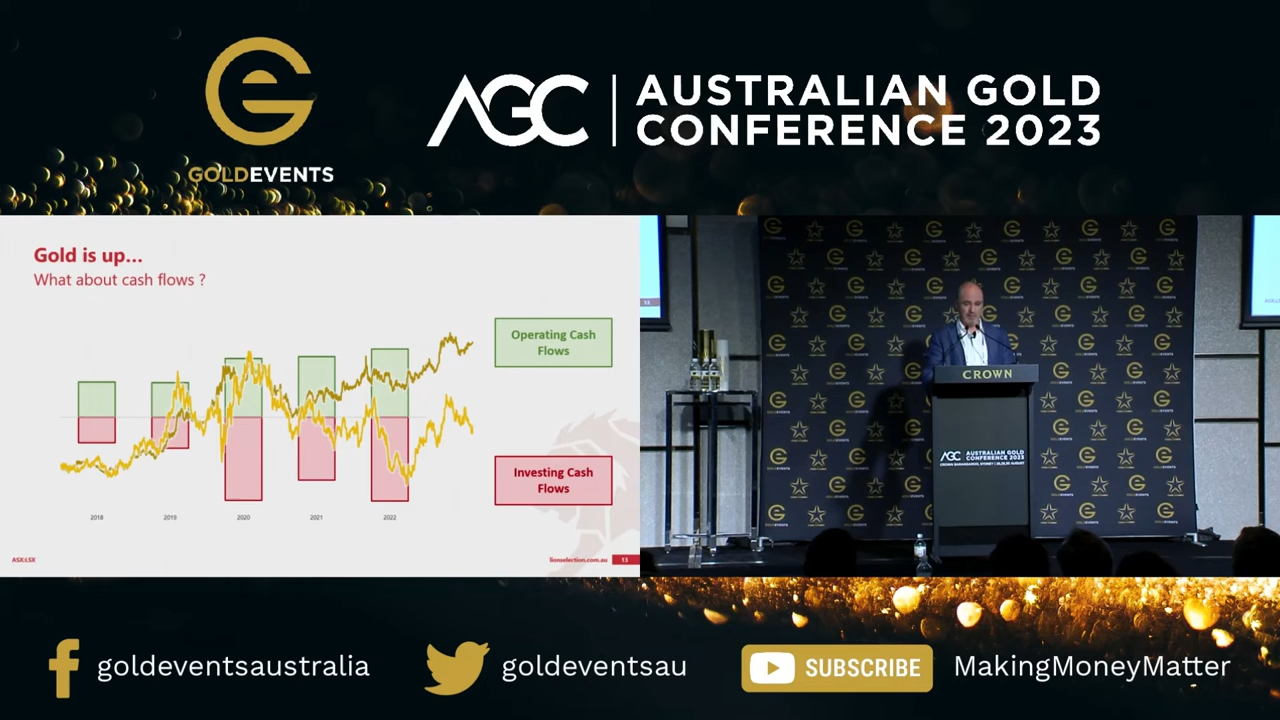 GOLDEVENTS
AGC
AUSTRALIAN GOLD
CONFERENCE 2023
Gold is up...
What about cash flows ?
Operating Cash
Flows
Investing Cash
Flows
2018
2019
2020
2021
2022
ASX:LSX
lionselection.com.au
13
CROWN
AGC
AUSTRALIAN GOLD
CONFERENCE 2023
goldeventsaustralia
goldeventsau
SUBSCRIBE
MakingMoneyMatter